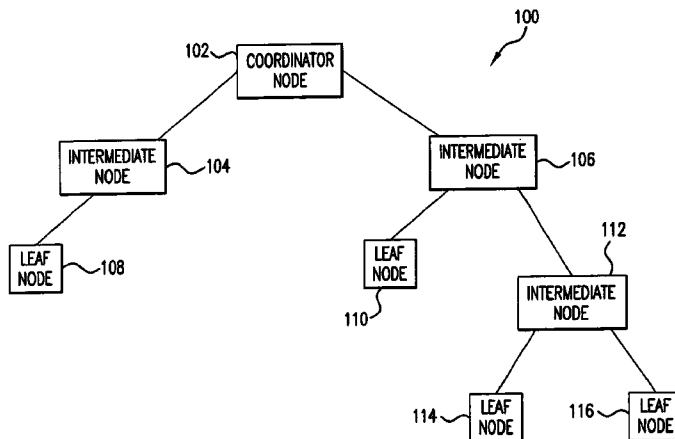 100
102
COORDINATOR
NODE
INTERMEDIATE
NODE
104
INTERMEDIATE
NODE
106
LEAF
NODE
108
LEAF
NODE
110
112
INTERMEDIATE
NODE
114
LEAF
NODE
116
LEAF
NODE